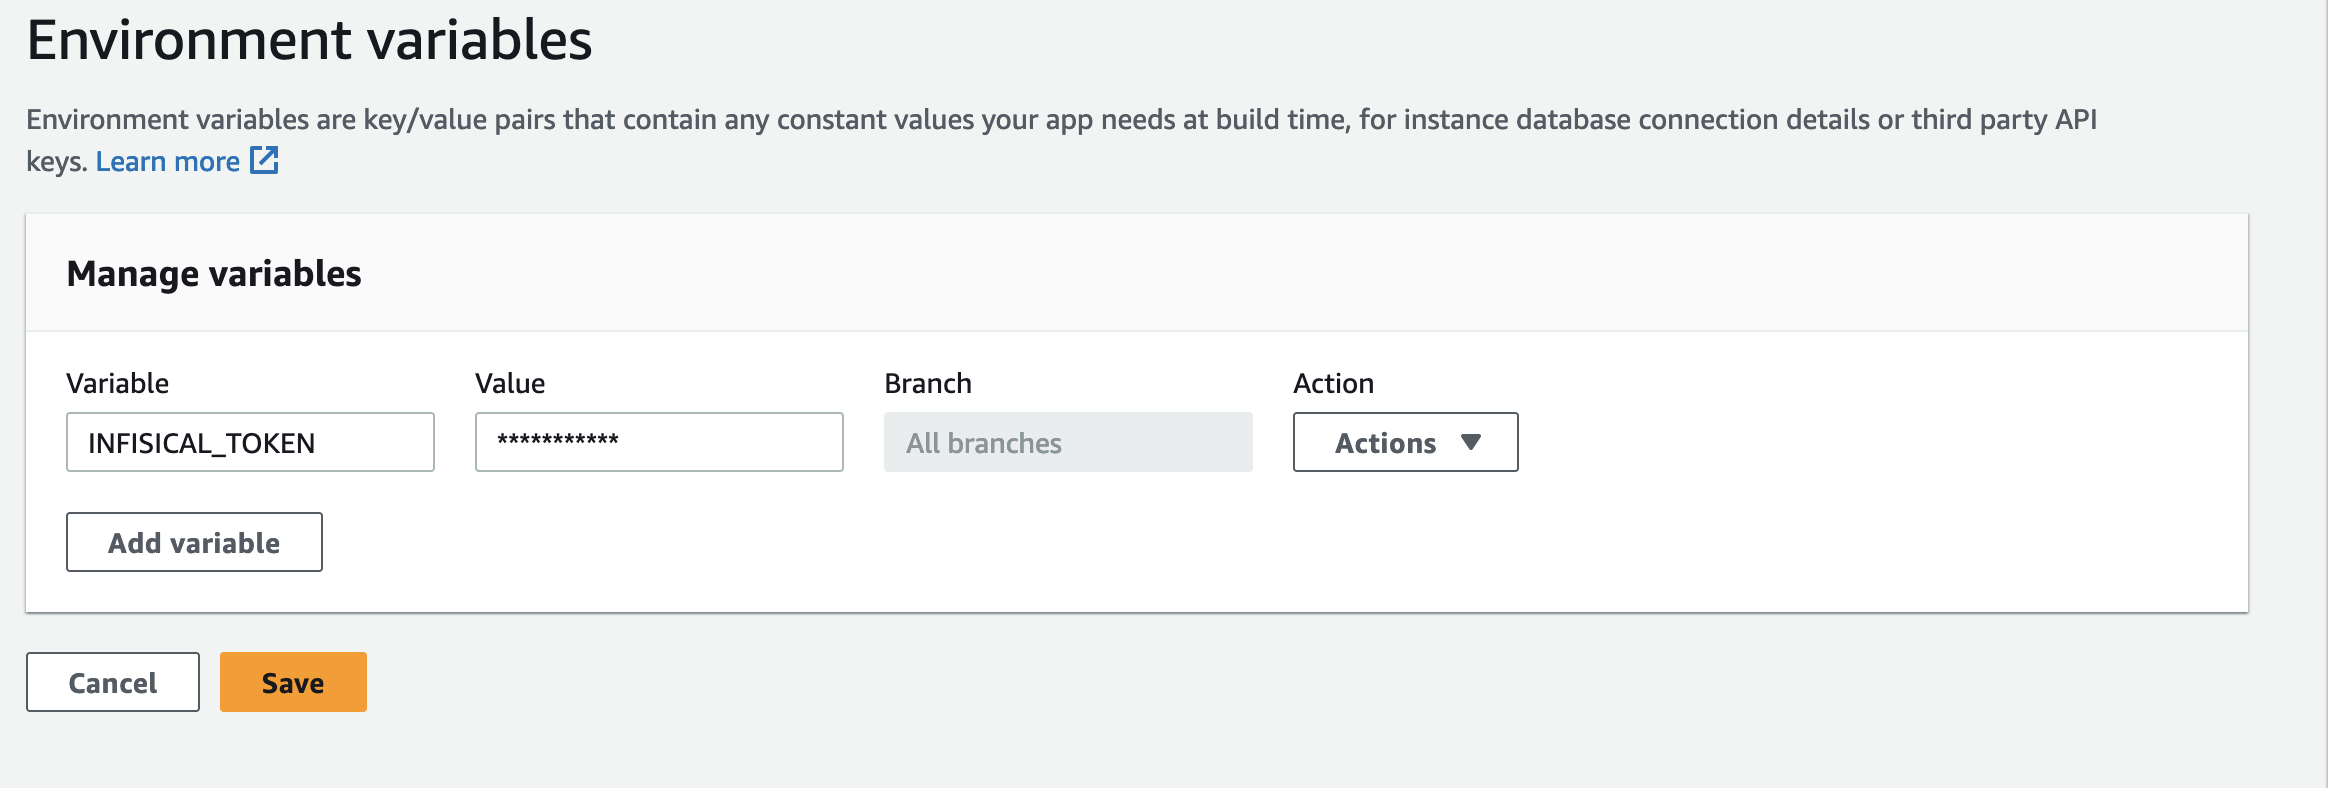 Environment variables
Environment variables are key/value pairs that contain any constant values your app needs at build time, for instance database connection details or third party API
keys. Learn more
Manage variables
Variable Value Branch Action
INFISICAL_TOKEN *********** All branches Actions
Add variable
Cancel Save